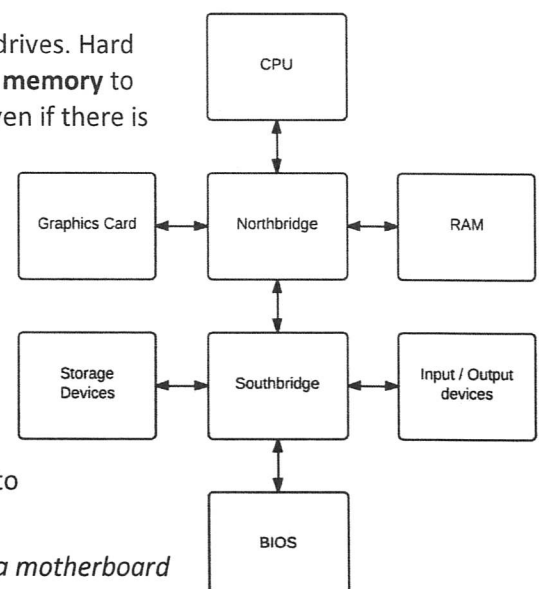 drives. Hard
memory to
ven if there is
CPU
Graphics Card
Northbridge
RAM
Storage
Devices
Southbridge
Input / Output
devices
to
BIOS
a motherboard